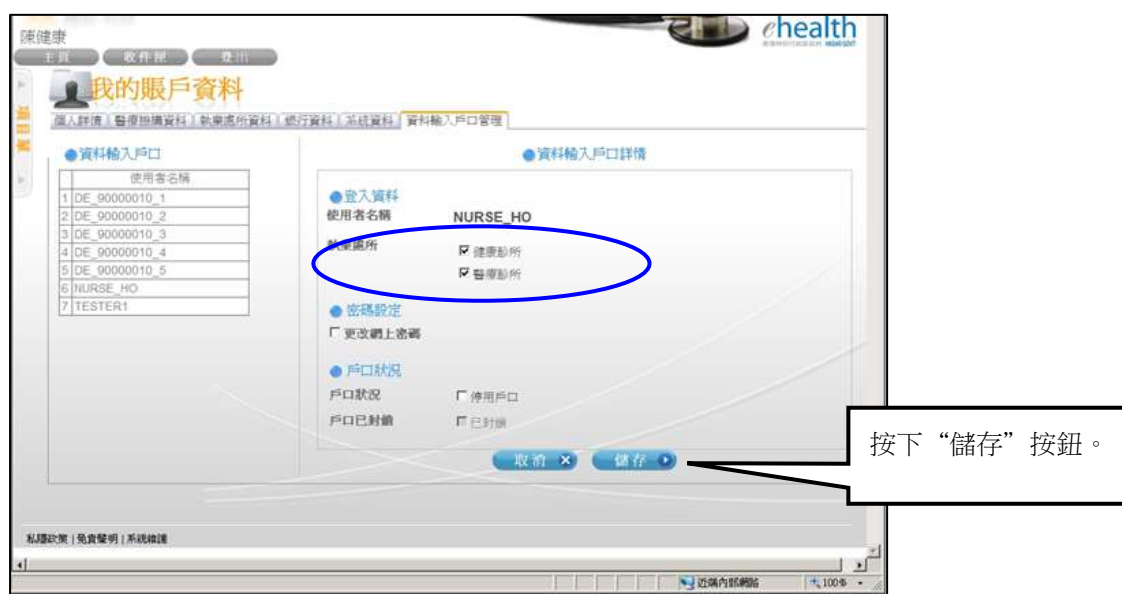 陳健康
ehealth
主頁 收件匣 登出
我的賬戶資料
個人詳情 醫療機構資料 執業處所資料 銀行資料 系統資料 資料輸入戶口管理
資料輸入戶口
使用者名稱
1 DE_90000010_1
2 DE_90000010_2
3 DE_90000010_3
4 DE_90000010_4
5 DE_90000010_5
6 NURSE_HO
7 TESTER1
資料輸入戶口詳情
登入資料
使用者名稱 NURSE_HO
執業處所 健康診所
醫療診所
密碼設定
更改網上密碼
戶口狀況
戶口狀況 停用戶口
戶口已封鎖 已封鎖
取消 儲存
按下“儲存”按鈕。
私隱政策 | 免責聲明 | 系統維護
近端內部網路 100%